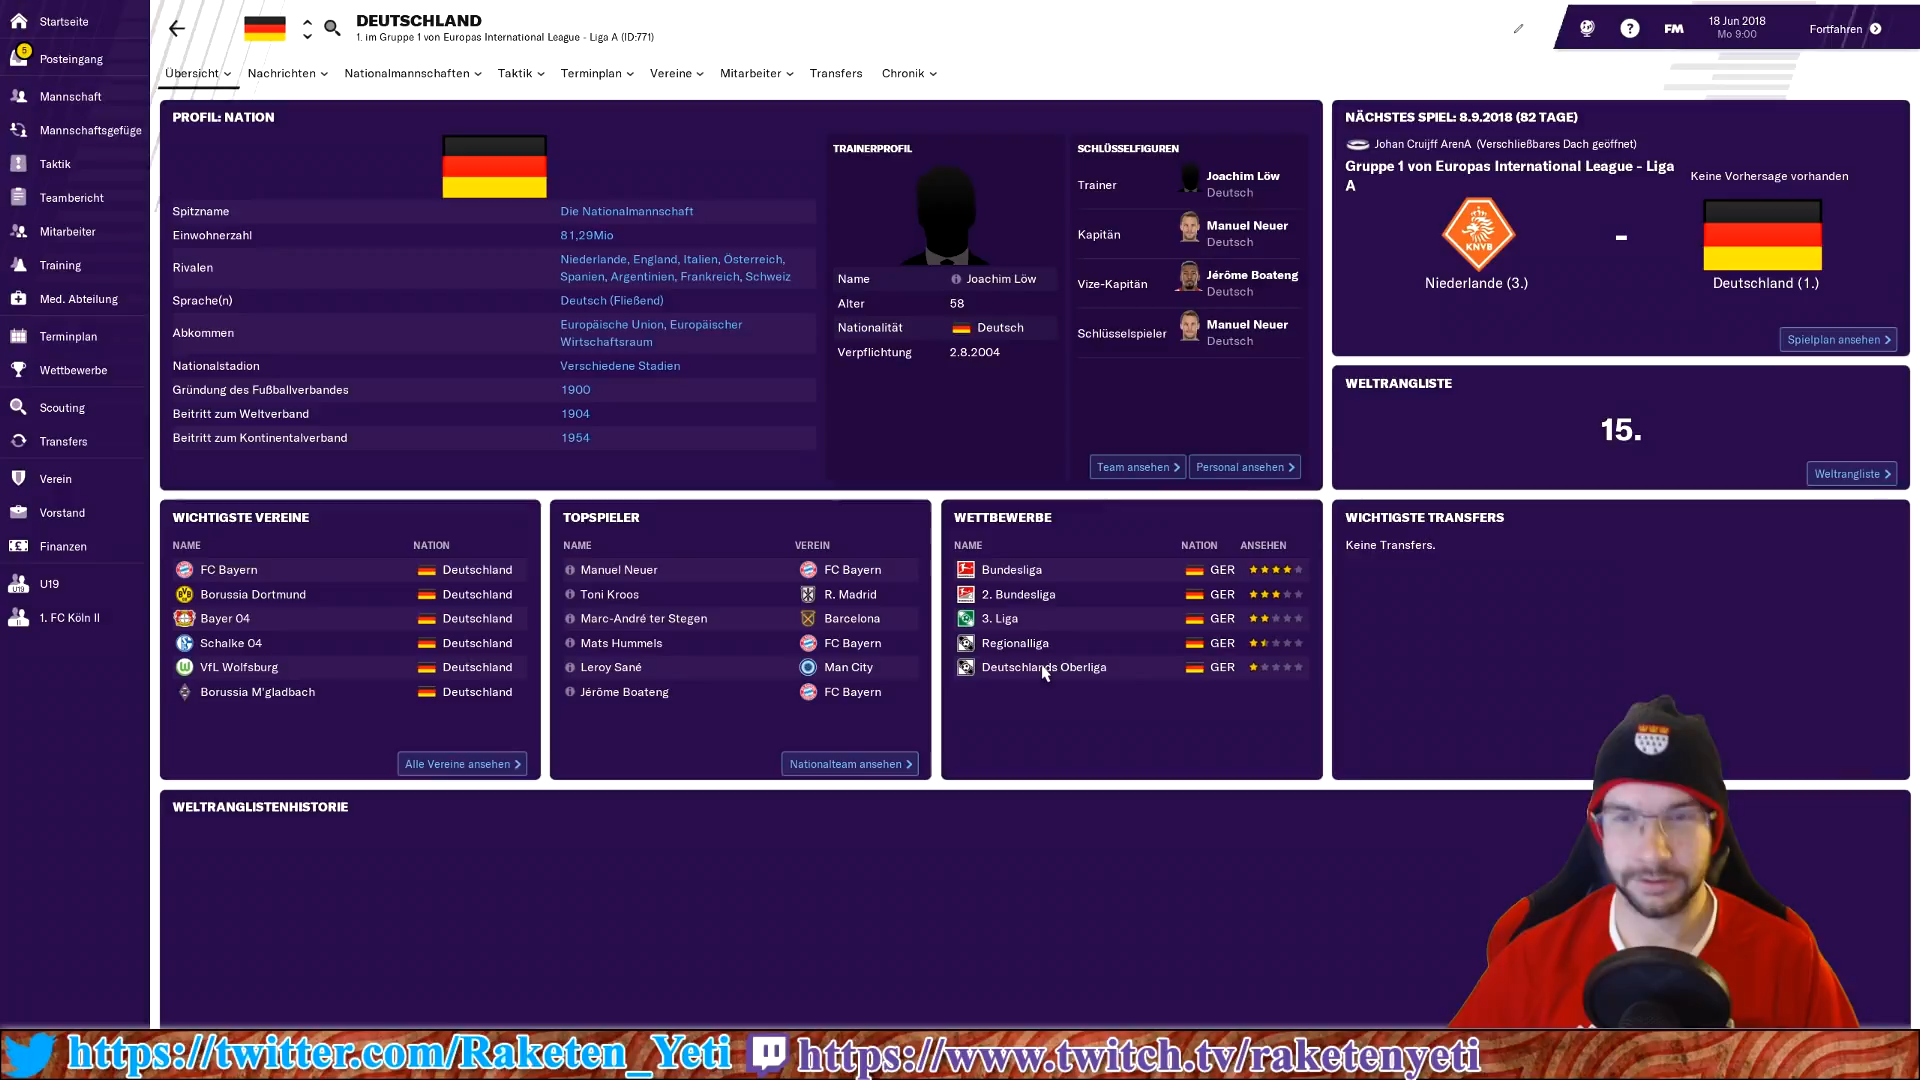 Startseite
5
Posteingang
Mannschaft
Mannschaftsgefüge
Taktik
Teambericht
Mitarbeiter
Training
Med. Abteilung
Terminplan
Wettbewerbe
Scouting
Transfers
Verein
Vorstand
Finanzen
U19
U19
1. FC Köln II
II
DEUTSCHLAND
1. im Gruppe 1 von Europas International League - Liga A (ID:771)
? FM 18 Jun 2018
Mo 9:00
Fortfahren
Übersicht Nachrichten Nationalmannschaften Taktik Terminplan Vereine Mitarbeiter Transfers Chronik
PROFIL: NATION
Spitzname Die Nationalmannschaft
Einwohnerzahl 81,29Mio
Rivalen Niederlande, England, Italien, Österreich,
Spanien, Argentinien, Frankreich, Schweiz
Sprache(n) Deutsch (Fließend)
Abkommen Europäische Union, Europäischer
Wirtschaftsraum
Nationalstadion Verschiedene Stadien
Gründung des Fußballverbandes 1900
Beitritt zum Weltverband 1904
Beitritt zum Kontinentalverband 1954
TRAINERPROFIL
Name Joachim Löw
Alter 58
Nationalität Deutsch
Verpflichtung 2.8.2004
SCHLÜSSELFIGUREN
Trainer Joachim Löw
Deutsch
Kapitän Manuel Neuer
Deutsch
Vize-Kapitän Jérôme Boateng
Deutsch
Schlüsselspieler Manuel Neuer
Deutsch
Team ansehen Personal ansehen
NÄCHSTES SPIEL: 8.9.2018 (82 TAGE)
Johan Cruijff ArenA (Verschließbares Dach geöffnet)
Gruppe 1 von Europas International League - Liga
A
Keine Vorhersage vorhanden
KNVB
-
Niederlande (3.) Deutschland (1.)
Spielplan ansehen
WELTRANGLISTE
15.
Weltrangliste
WICHTIGSTE VEREINE
NAME NATION
FC Bayern Deutschland
Borussia Dortmund Deutschland
Bayer 04 Deutschland
Schalke 04 Deutschland
VfL Wolfsburg Deutschland
Borussia M'gladbach Deutschland
Alle Vereine ansehen
TOPSPIELER
NAME VEREIN
Manuel Neuer FC Bayern
Toni Kroos R. Madrid
Marc-André ter Stegen Barcelona
Mats Hummels FC Bayern
Leroy Sané Man City
Jérôme Boateng FC Bayern
Nationalteam ansehen
WETTBEWERBE
NAME NATION ANSEHEN
Bundesliga GER
2. Bundesliga GER
3. Liga GER
Regionalliga GER
Deutschlands Oberliga GER
WICHTIGSTE TRANSFERS
Keine Transfers.
WELTRANGLISTENHISTORIE
https://twitter.com/Raketen_Yeti https://www.twitch.tv/raketenyeti